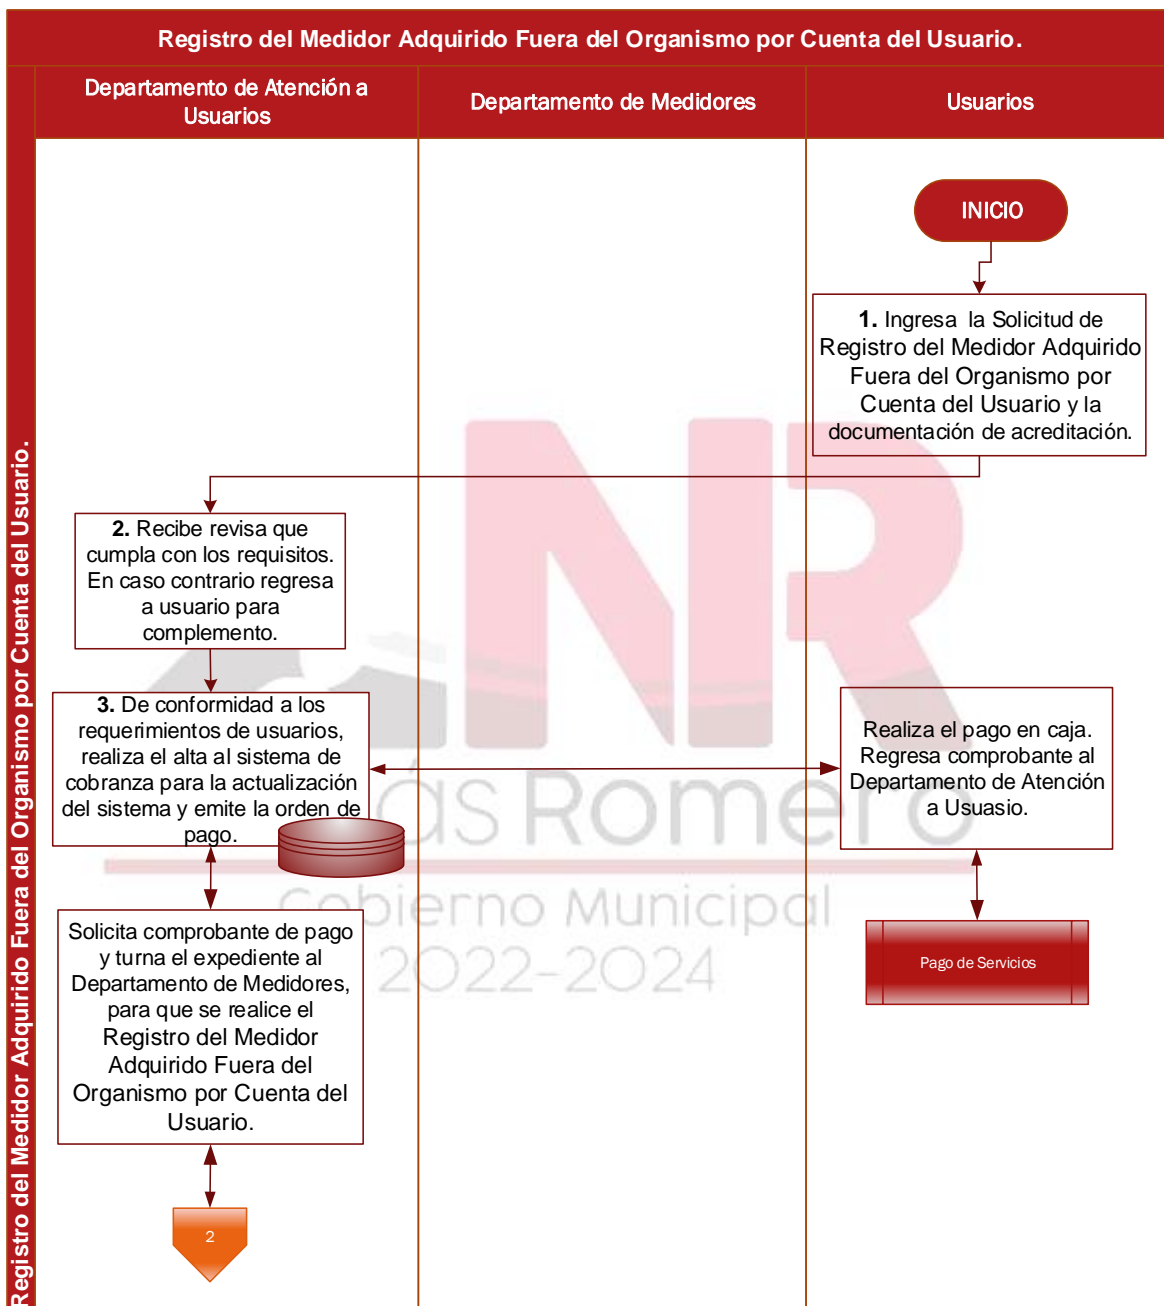 Registro del Medidor Adquirido Fuera del Organismo por Cuenta del Usuario.
Registro del Medidor Adquirido Fuera del Organismo por Cuenta del Usuario.
Departamento de Atención a
Usuarios
Departamento de Medidores
Usuarios
INICIO
1. Ingresa la Solicitud de
Registro del Medidor Adquirido
Fuera del Organismo por
Cuenta del Usuario y la
documentación de acreditación.
2. Recibe revisa que
cumpla con los requisitos.
En caso contrario regresa
a usuario para
complemento.
3. De conformidad a los
requerimientos de usuarios,
realiza el alta al sistema de
cobranza para la actualización
del sistema y emite la orden de
pago.
Realiza el pago en caja.
Regresa comprobante al
Departamento de Atención
a Usuasio.
Pago de Servicios
Solicita comprobante de pago
y turna el expediente al
Departamento de Medidores,
para que se realice el
Registro del Medidor
Adquirido Fuera del
Organismo por Cuenta del
Usuario.
2
NR
ás Romero
Gobierno Municipal
2022-2024